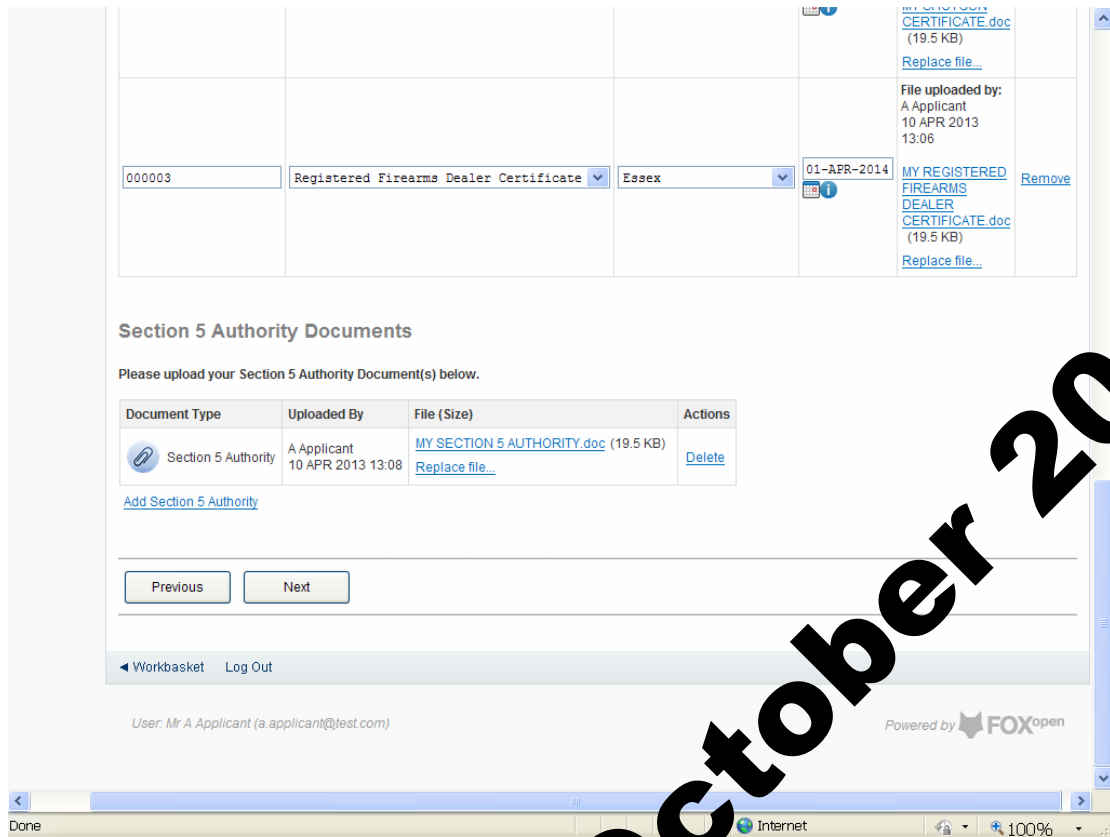 CERTIFICATE.doc
(19.5 KB)
Replace file...
File uploaded by:
A Applicant
10 APR 2013
13:06
000003
Registered Firearms Dealer Certificate
Essex
01-APR-2014
MY REGISTERED
FIREARMS
DEALER
CERTIFICATE.doc
(19.5 KB)
Remove
Replace file...
Section 5 Authority Documents
Please upload your Section 5 Authority Document(s) below.
Document Type Uploaded By File (Size) Actions
Section 5 Authority
A Applicant
10 APR 2013 13:08
MY SECTION 5 AUTHORITY.doc (19.5 KB)
Replace file...
Delete
Add Section 5 Authority
Previous Next
Workbasket Log Out
User: Mr A Applicant (a.applicant@test.com)
Powered by FOXopen
Done Internet 100%